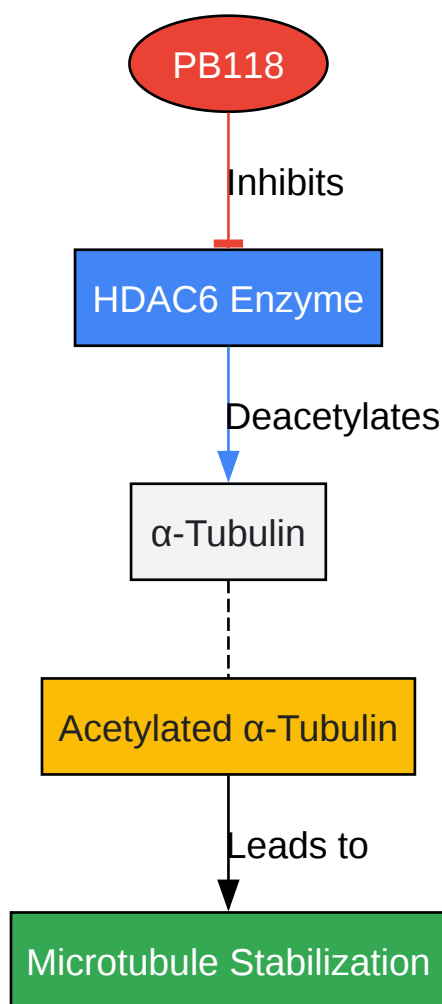 PB118
Inhibits
HDAC6 Enzyme
Deacetylates
α-Tubulin
Acetylated α-Tubulin
Leads to
Microtubule Stabilization